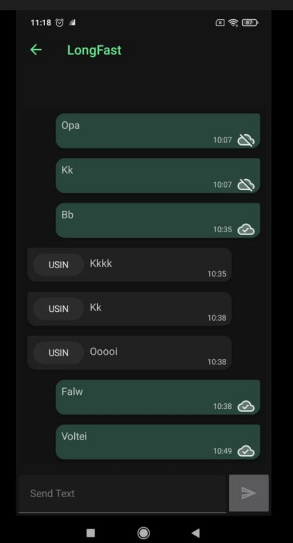 11:18
87
LongFast
Opa
10:07
Kk
10:07
Bb
10:35
USIN Kkkk
10:35
USIN Kk
10:38
USIN Ooooi
10:38
Falw
10:38
Voltei
10:49
Send Text